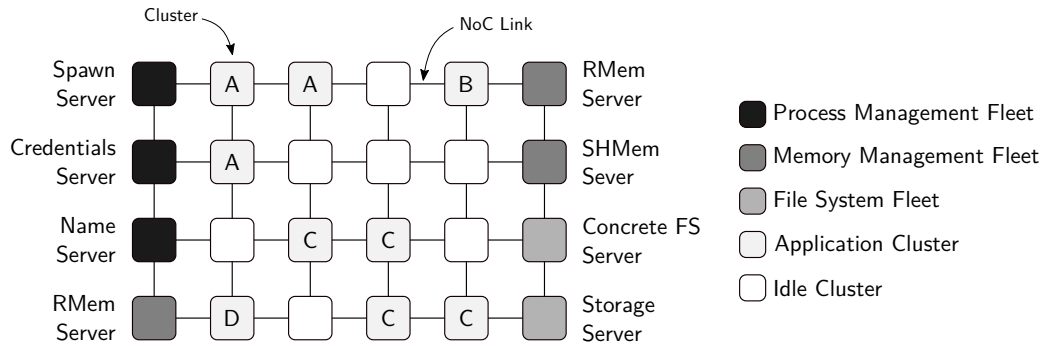 Cluster
NoC Link
Spawn
Server
A
A
B
RMem
Server
Process Management Fleet
Credentials
Server
A
SHMem
Sever
Memory Management Fleet
File System Fleet
Name
Server
C
C
Concrete FS
Server
Application Cluster
Idle Cluster
RMem
Server
D
C
C
Storage
Server